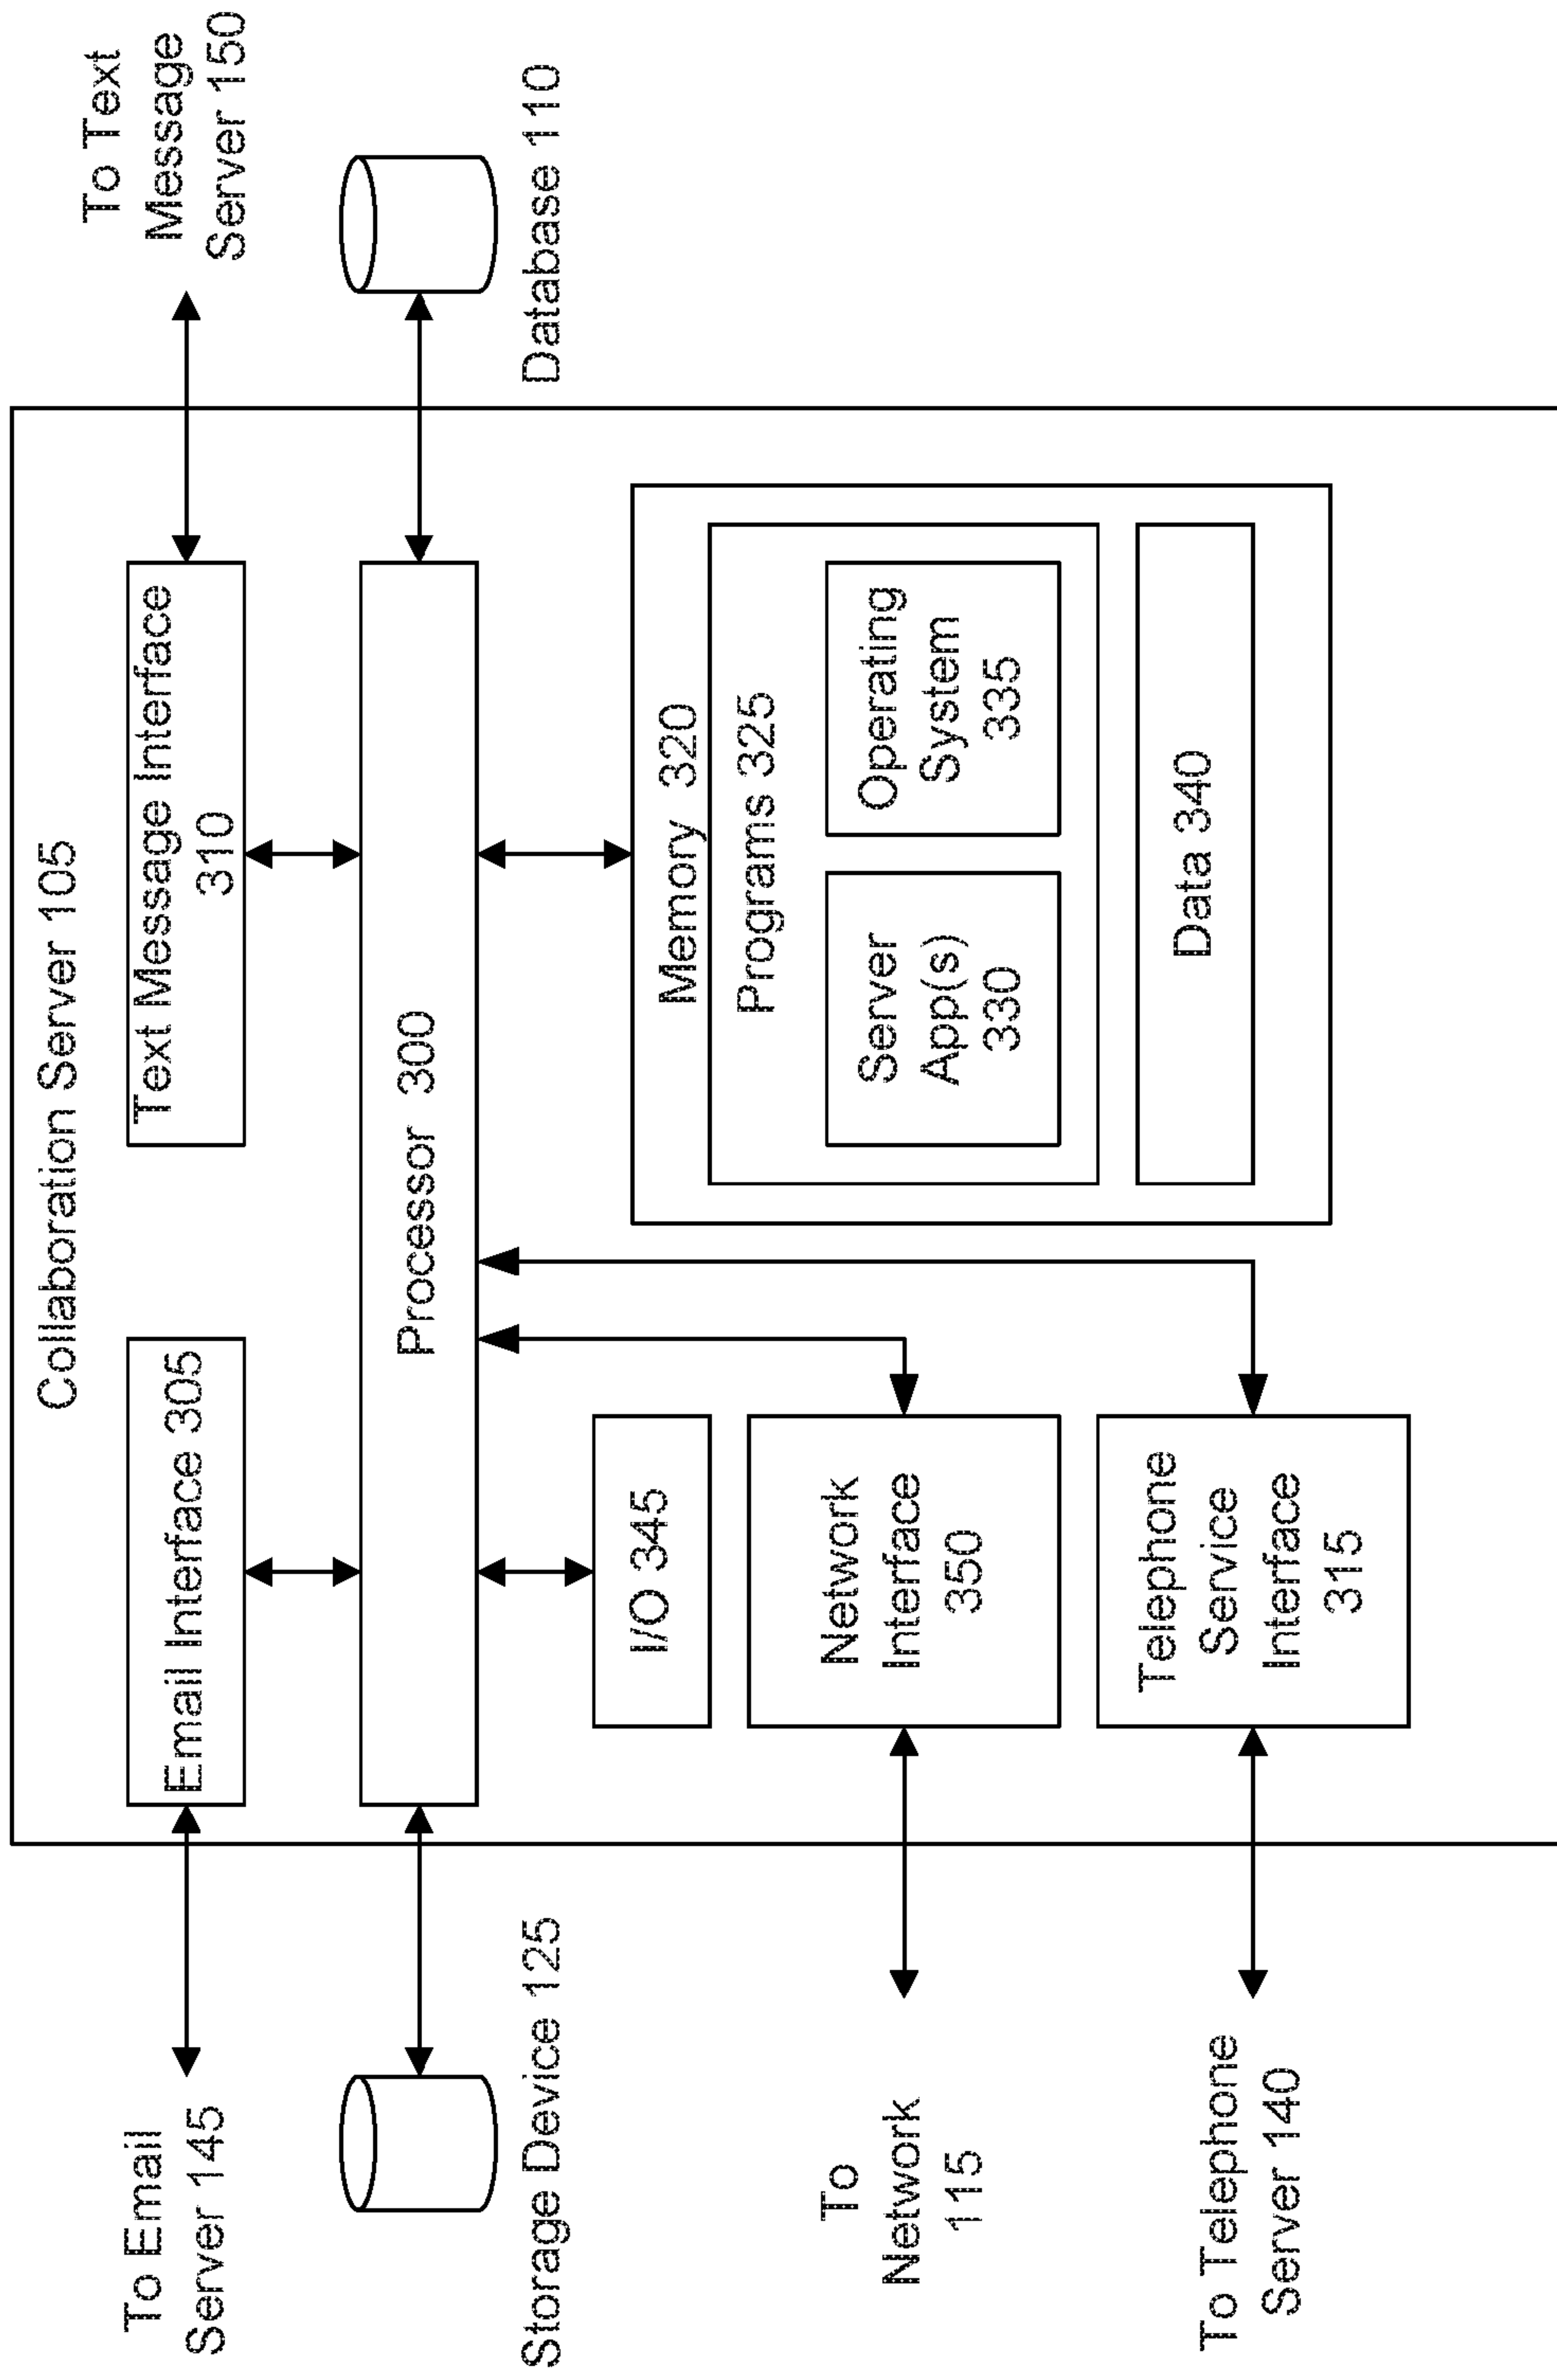 Collaboration Server 105
To Email
Server 145
Email Interface 305
Text Message Interface
310
To Text
Message
Server 150
Storage Device 125
Processor 300
Database 110
I/O 345
Memory 320
Programs 325
Server
App(s)
330
Operating
System
335
Data 340
To
Network
115
Network
Interface
350
To Telephone
Server 140
Telephone
Service
Interface
315